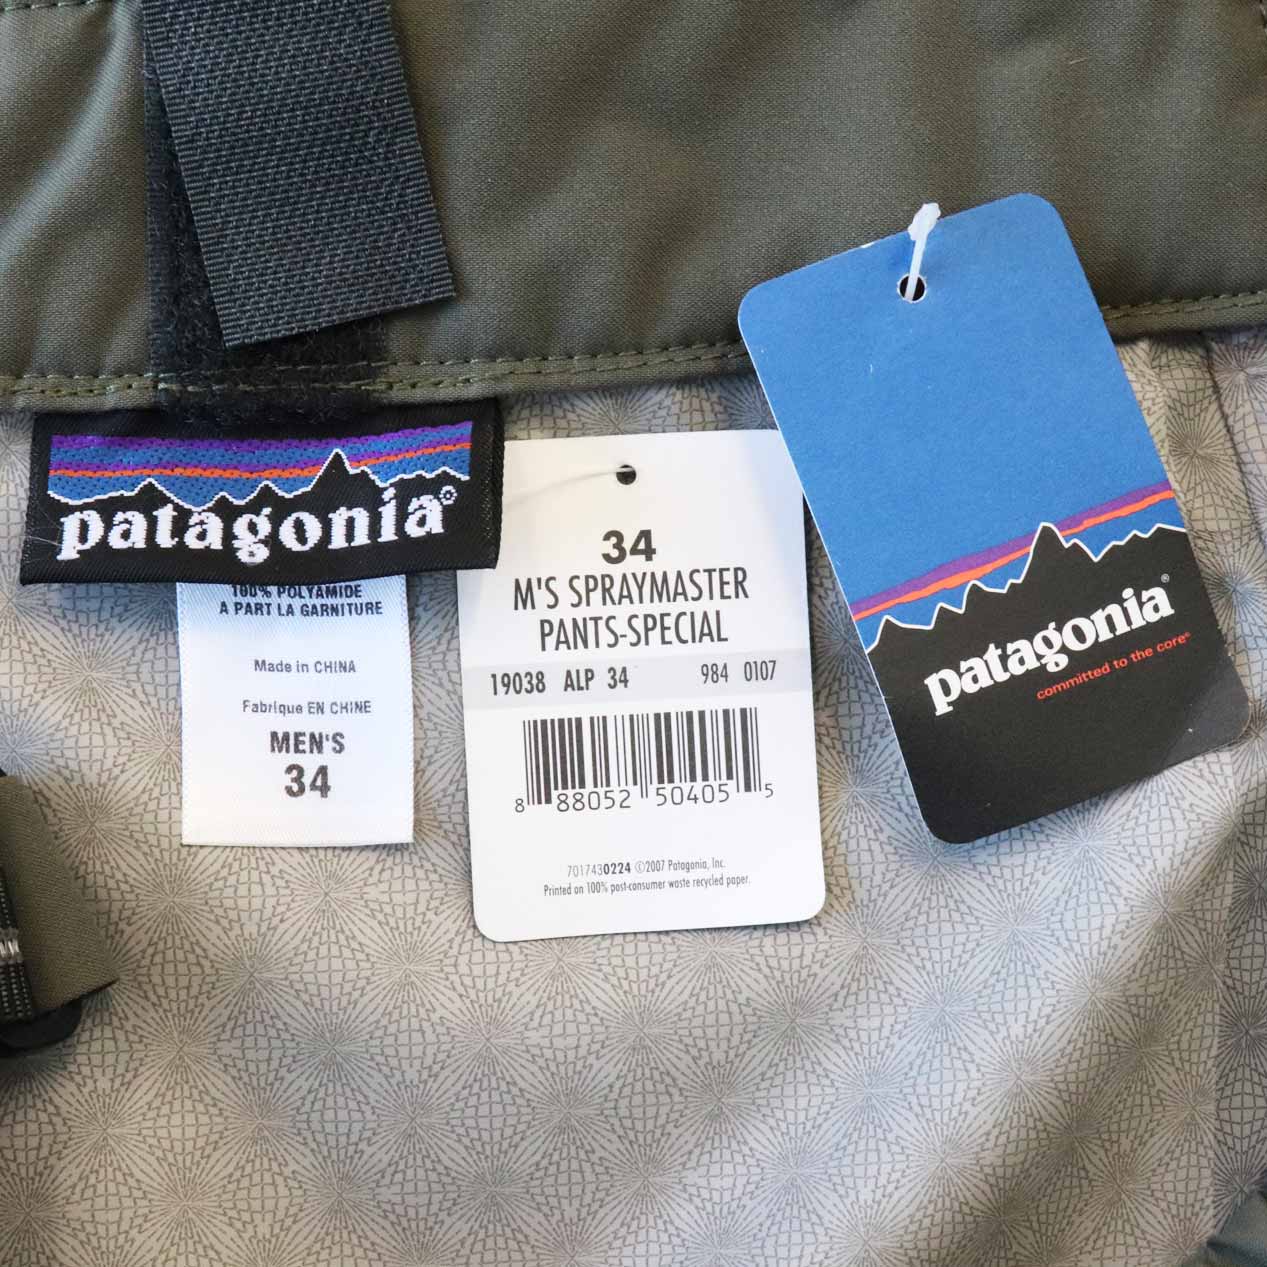 patagonia®
100% POLYAMIDE
A PART LA GARNITURE
Made in CHINA
Fabriqué EN CHINE
MEN'S
34
34
M'S SPRAYMASTER
PANTS-SPECIAL
19038 ALP 34 984 0107
8 88052 50405 5
7017430224 ©2007 Patagonia, Inc.
Printed on 100% post-consumer waste recycled paper.
patagonia®
committed to the core®